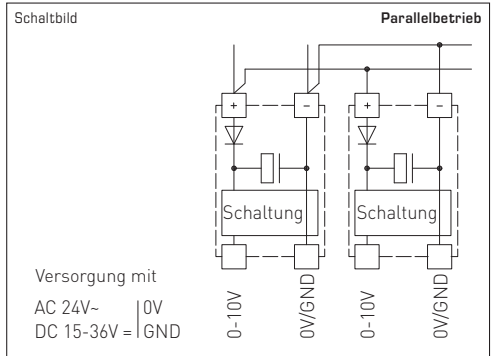 Schaltbild
Parallelbetrieb
+ - + -
Schaltung Schaltung
Versorgung mit
AC 24V~ 0V
DC 15-36V = GND
0-10V
0V/GND
0-10V
0V/GND